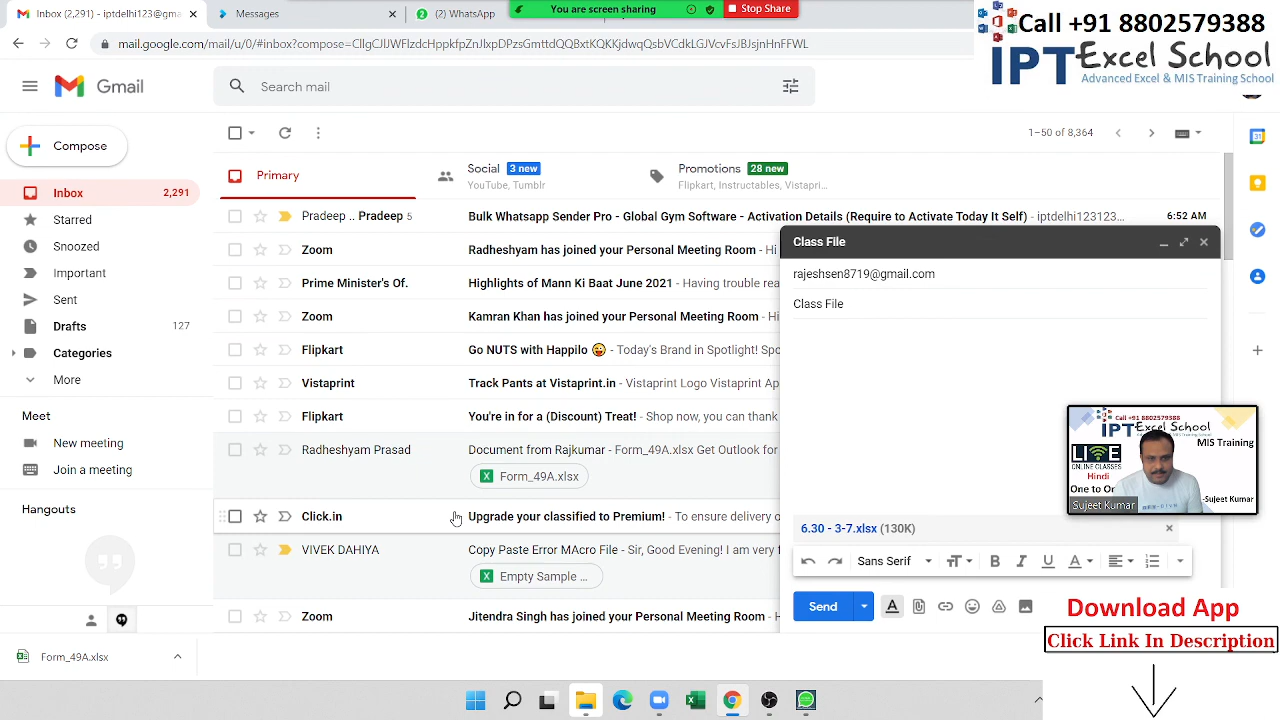 Inbox (2,291) - iptdelhi123@gma
Messages
(2) WhatsApp
You are screen sharing
Stop Share
mail.google.com/mail/u/0/#inbox?compose=CllgCJUWFlzdcHppkfpZnJlxpDPzsGmttdQQBxtKQKKjdwqQsbVCdkLGJVcvFsJBJsjnHnFFWL
Call +91 8802579388
IPT Excel School
Advanced Excel & MIS Training School
Gmail
Search mail
Compose
1–50 of 8,364
Primary
Social 3 new
YouTube, Tumblr
Promotions 28 new
Flipkart, Instructables, Vistapri...
Inbox 2,291
Starred
Snoozed
Important
Sent
Drafts 127
Categories
More
Meet
New meeting
Join a meeting
Hangouts
Pradeep .. Pradeep 5 Bulk Whatsapp Sender Pro - Global Gym Software - Activation Details (Require to Activate Today It Self) - iptdelhi123123... 6:52 AM
Zoom Radheshyam has joined your Personal Meeting Room - Hi
Prime Minister's Of. Highlights of Mann Ki Baat June 2021 - Having trouble rea
Zoom Kamran Khan has joined your Personal Meeting Room - Hi
Flipkart Go NUTS with Happilo 😜 - Today's Brand in Spotlight! Spo
Vistaprint Track Pants at Vistaprint.in - Vistaprint Logo Vistaprint Ap
Flipkart You're in for a (Discount) Treat! - Shop now, you can thank
Radheshyam Prasad Document from Rajkumar - Form_49A.xlsx Get Outlook for
Form_49A.xlsx
Click.in Upgrade your classified to Premium! - To ensure delivery o
VIVEK DAHIYA Copy Paste Error MAcro File - Sir, Good Evening! I am very f
Empty Sample ...
Zoom Jitendra Singh has joined your Personal Meeting Room - Hi
Class File
rajeshsen8719@gmail.com
Class File
6.30 - 3-7.xlsx (130K)
Sans Serif
Send
Call +91 8802579388
IPT Excel School
MIS Training
LIVE
ONLINE CLASSES
Hindi
One to On
-Sujeet Kumar
Sujeet Kumar
Download App
Click Link In Description
Form_49A.xlsx